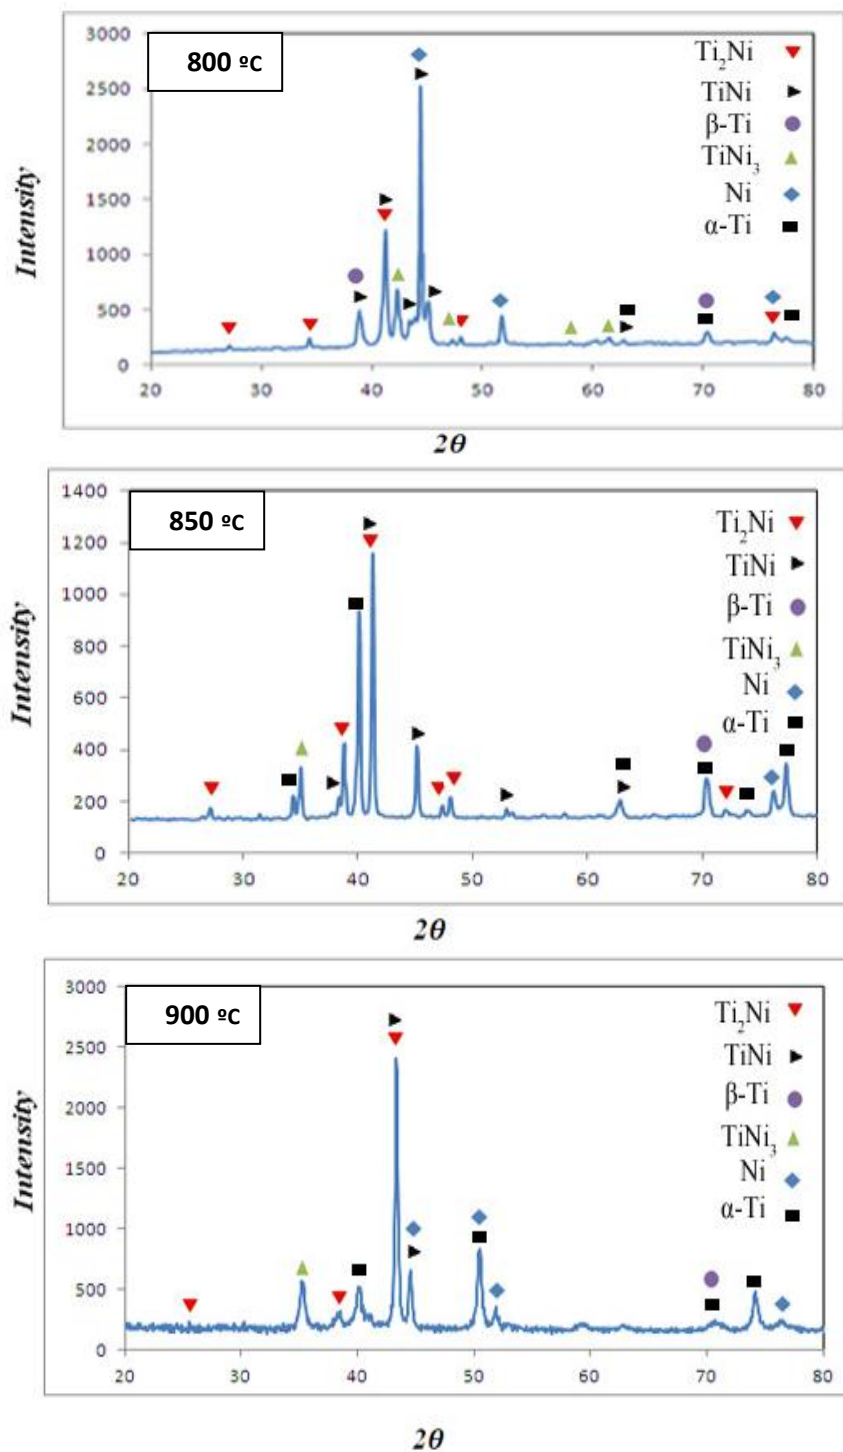 800 ºC
3000
2500
2000
1500
1000
500
0
20 30 40 50 60 70 80
Intensity
2θ
Ti₂Ni
TiNi
β-Ti
TiNi₃
Ni
α-Ti
850 ºC
1400
1200
1000
800
600
400
200
0
20 30 40 50 60 70 80
Intensity
2θ
Ti₂Ni
TiNi
β-Ti
TiNi₃
Ni
α-Ti
900 ºC
3000
2500
2000
1500
1000
500
0
20 30 40 50 60 70 80
Intensity
2θ
Ti₂Ni
TiNi
β-Ti
TiNi₃
Ni
α-Ti